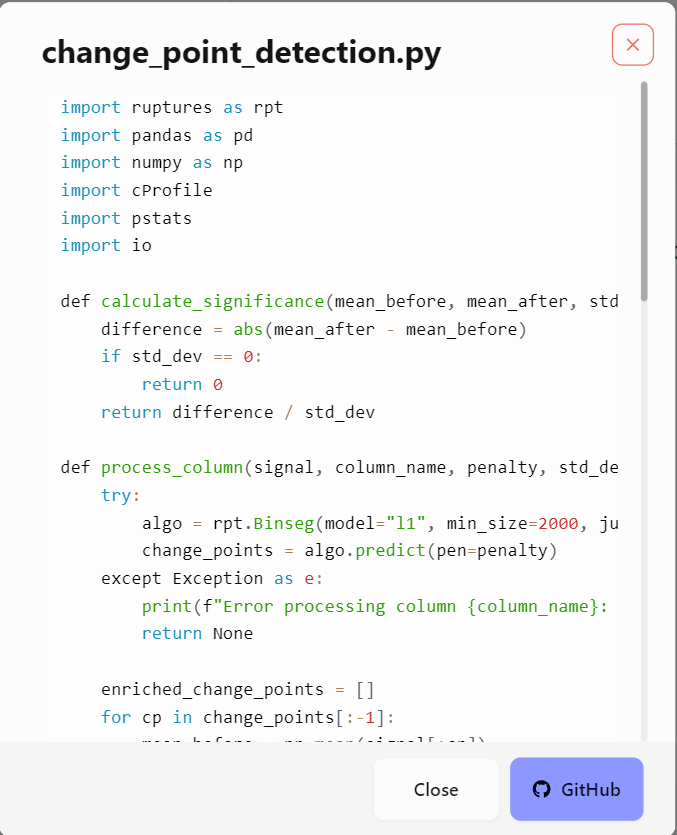 change_point_detection.py
import ruptures as rpt
import pandas as pd
import numpy as np
import cProfile
import pstats
import io
def calculate_significance(mean_before, mean_after, std
    difference = abs(mean_after - mean_before)
    if std_dev == 0:
        return 0
    return difference / std_dev
def process_column(signal, column_name, penalty, std_de
    try:
        algo = rpt.Binseg(model="l1", min_size=2000, ju
        change_points = algo.predict(pen=penalty)
    except Exception as e:
        print(f"Error processing column {column_name}:
        return None
    enriched_change_points = []
    for cp in change_points[:-1]:
Close
GitHub